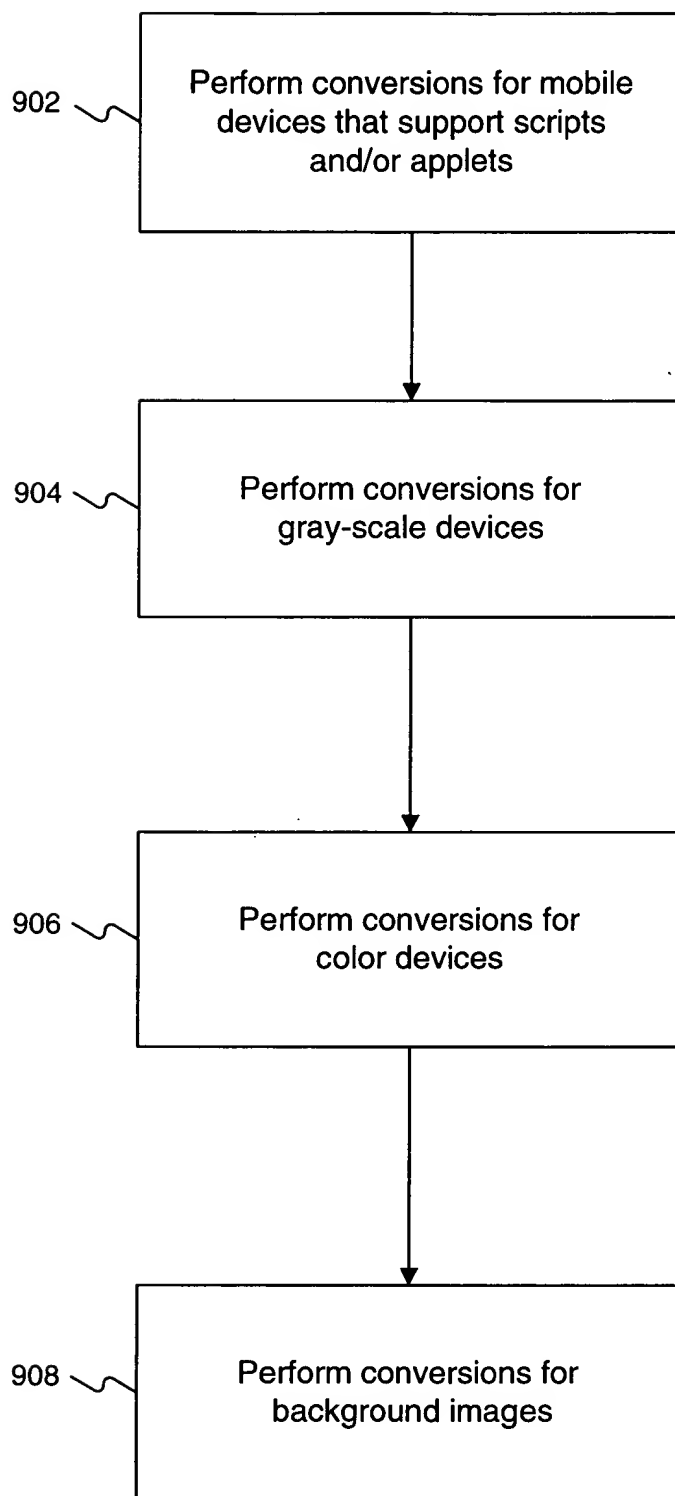 902
Perform conversions for mobile
devices that support scripts
and/or applets
904
Perform conversions for
gray-scale devices
906
Perform conversions for
color devices
908
Perform conversions for
background images